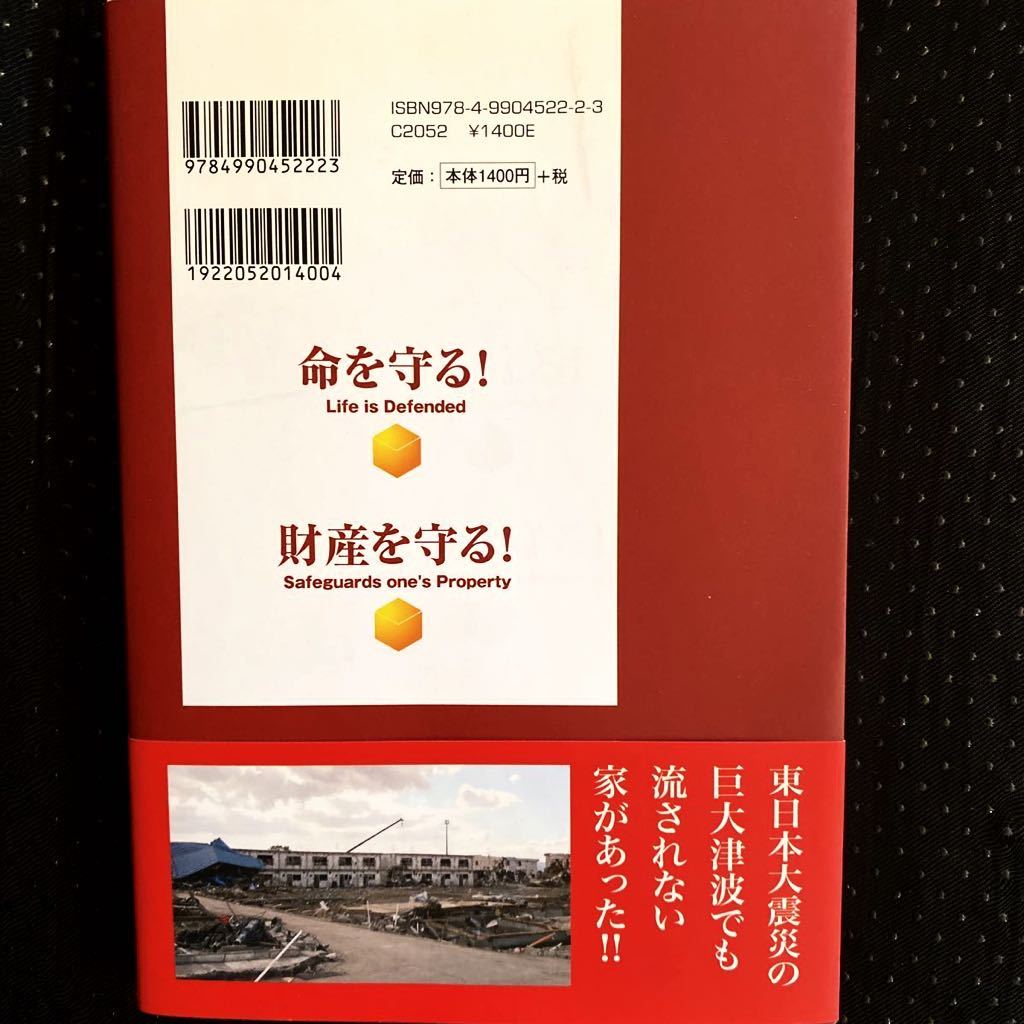 ISBN978-4-9904522-2-3
C2052 ¥1400E
9784990452223
定価：本体1400円+税
1922052014004
命を守る!
Life is Defended
財産を守る!
Safeguards one's Property
東日本大震災の
巨大津波でも
流されない
家があった!!